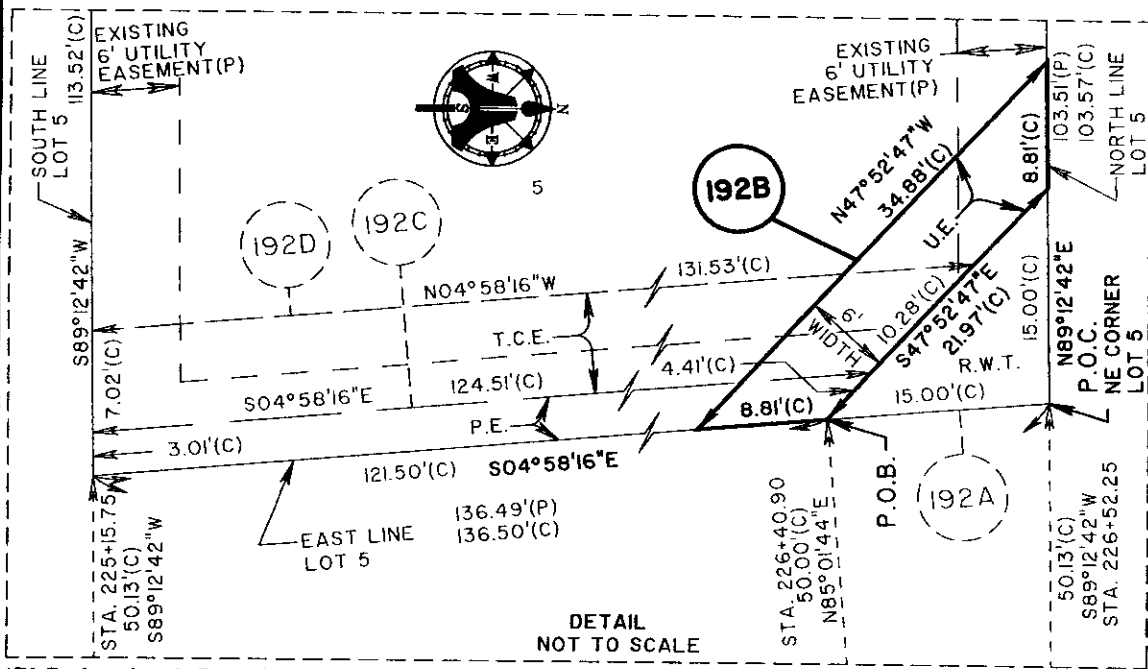 EXISTING
6' UTILITY
EASEMENT(P)
113.52'(C)
SOUTH LINE
LOT 5
S89°12'42"W
W
S
N
E
5
EXISTING
6' UTILITY
EASEMENT(P)
103.51'(P)
103.57'(C)
NORTH LINE
LOT 5
192B
N47°52'47"W
34.88'(C)
8.81'(C)
U.E.
192D
192C
N04°58'16"W
131.53'(C)
T.C.E.
6'
WIDTH
10.28'(C)
S47°52'47"E
21.97'(C)
15.00'(C)
N89°12'42"E
P.O.C.
NE CORNER
LOT 5
R.W.T.
7.02'(C)
S04°58'16"E
124.51'(C)
4.41'(C)
8.81'(C)
15.00'(C)
P.E.
3.01'(C)
121.50'(C)
S04°58'16"E
P.O.B.
192A
EAST LINE
LOT 5
136.49'(P)
136.50'(C)
STA. 225+15.75
50.13'(C)
S89°12'42"W
STA. 226+40.90
50.00'(C)
N85°01'44"E
50.13'(C)
S89°12'42"W
STA. 226+52.25
DETAIL
NOT TO SCALE